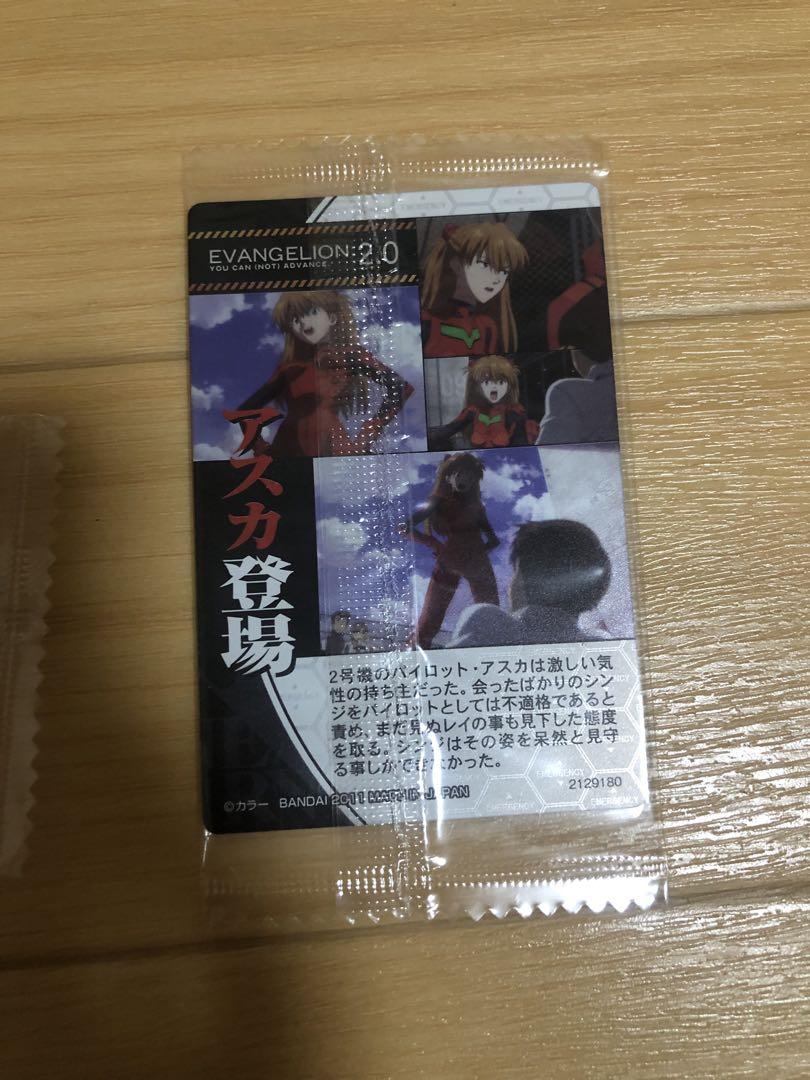 EVANGELION:2.0
YOU CAN (NOT) ADVANCE.
アスカ
登場
2号機のパイロット・アスカは激しい気
性の持ち主だった。会ったばかりのシン
ジをパイロットとしては不適格であると
責め、まだ見ぬレイの事も見下した態度
を取る。シンジはその姿を呆然と見守
る事しかできなかった。
EMERGENCY
2129180
©カラー BANDAI 2011 MADE IN JAPAN
EMERGENCY